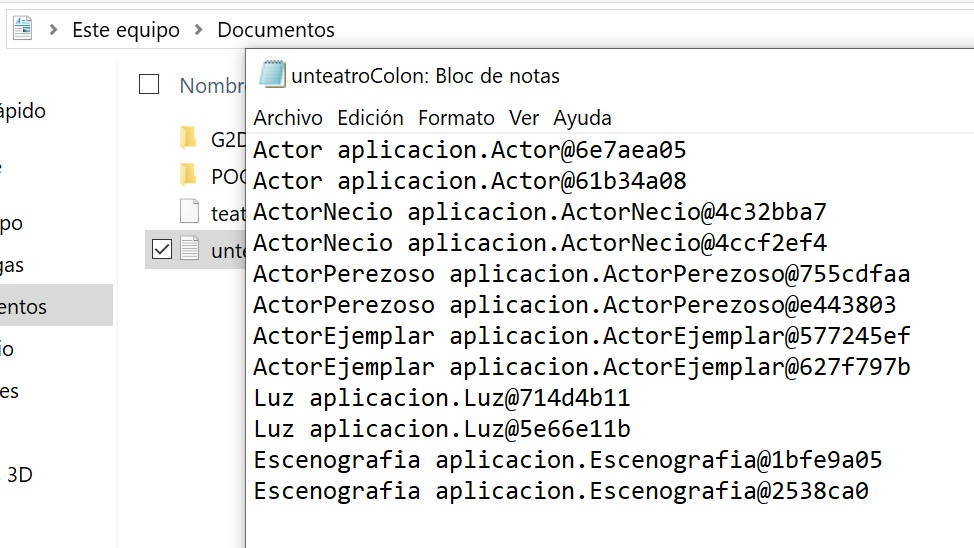 Este equipo > Documentos
unteatroColon: Bloc de notas
Archivo Edición Formato Ver Ayuda
Nombr
ápido
G2D
POO
teat
po
unte
gas
entos
io
es
3D
Actor aplicacion.Actor@6e7aea05
Actor aplicacion.Actor@61b34a08
ActorNecio aplicacion.ActorNecio@4c32bba7
ActorNecio aplicacion.ActorNecio@4ccf2ef4
ActorPerezoso aplicacion.ActorPerezoso@755cdfaa
ActorPerezoso aplicacion.ActorPerezoso@e443803
ActorEjemplar aplicacion.ActorEjemplar@577245ef
ActorEjemplar aplicacion.ActorEjemplar@627f797b
Luz aplicacion.Luz@714d4b11
Luz aplicacion.Luz@5e66e11b
Escenografia aplicacion.Escenografia@1bfe9a05
Escenografia aplicacion.Escenografia@2538ca0